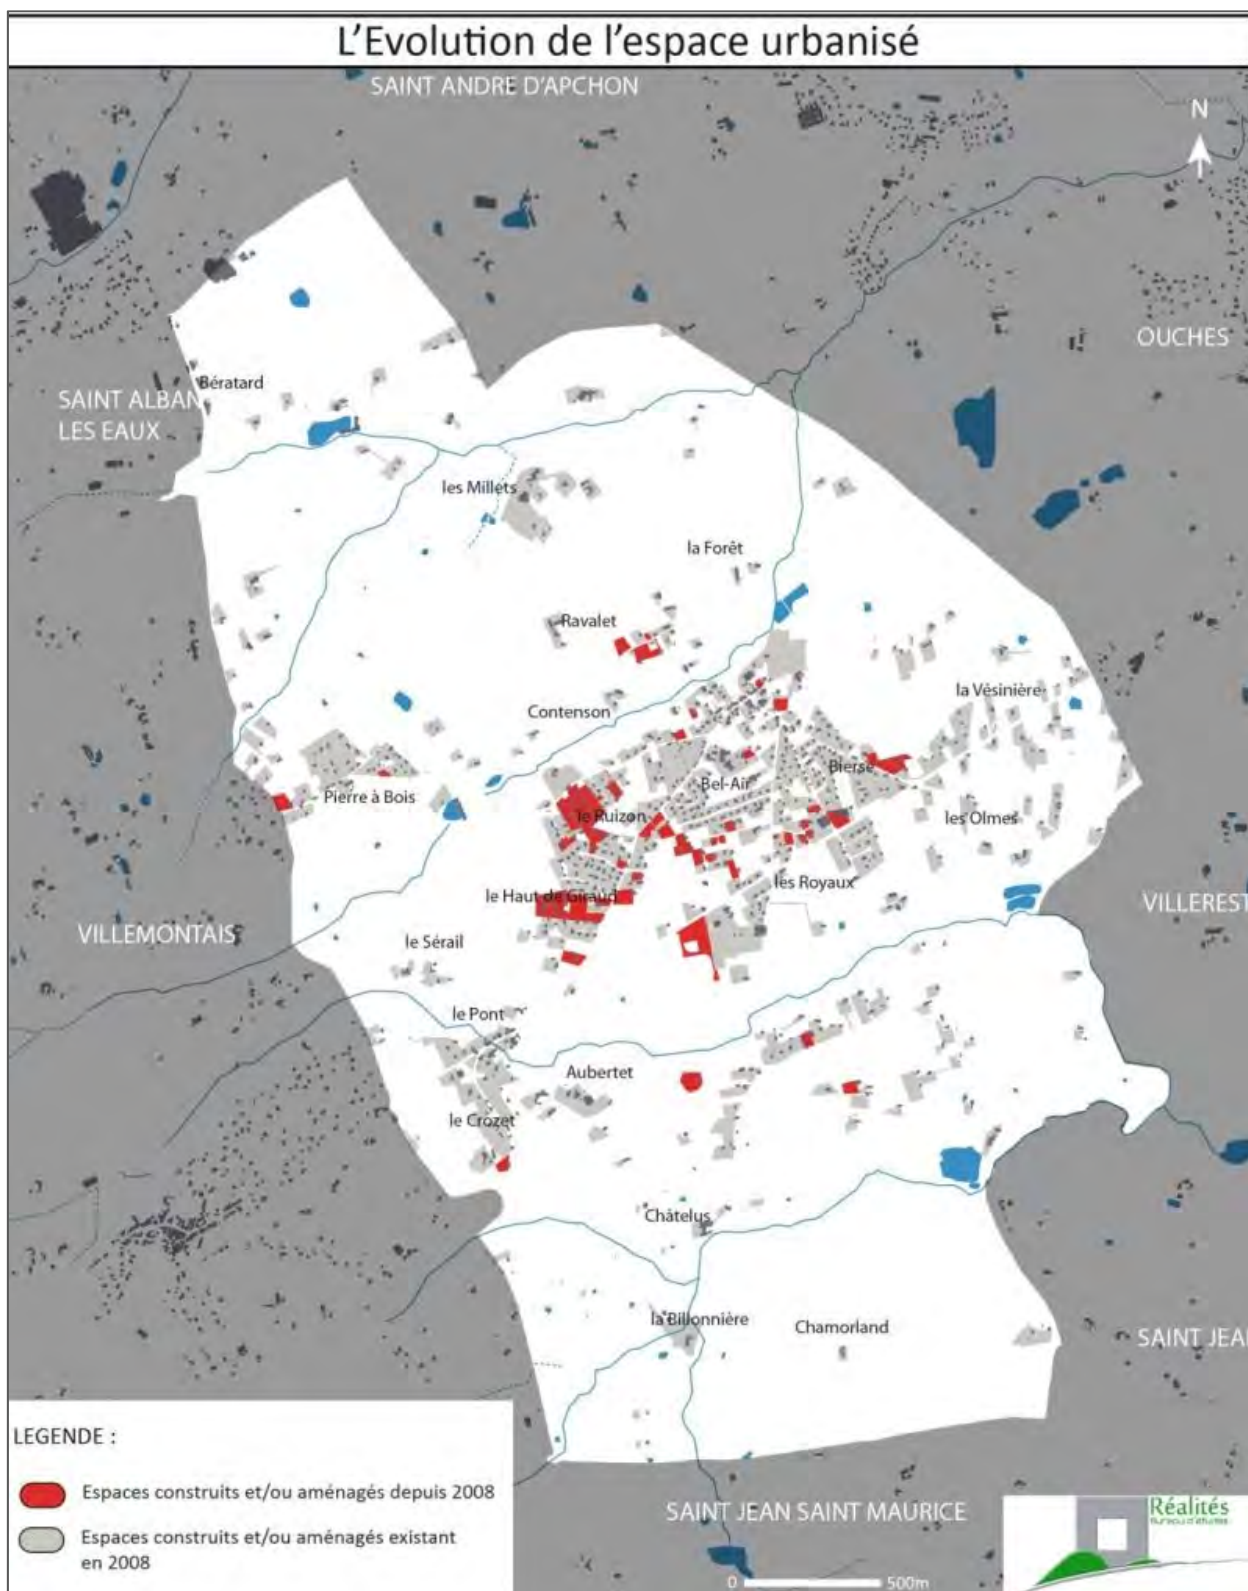 L'Evolution de l'espace urbanisé
SAINT ANDRE D'APCHON
N
OUCHES
Bératard
SAINT ALBAN
LES EAUX
les Millets
la Forêt
Ravalet
la Vésinière
Contenson
Bierse
Bel-Air
Pierre à Bois
le Ruizon
les Olmes
les Royaux
le Haut de Giraud
VILLEREST
VILLEMONTAIS
le Sérail
le Pont
Aubertet
le Crozet
Châtelus
la Billonnière
Chamorland
SAINT JEAN
LEGENDE :
Espaces construits et/ou aménagés depuis 2008
Espaces construits et/ou aménagés existant
en 2008
SAINT JEAN SAINT MAURICE
Réalités
Bureau d'études
0 500m